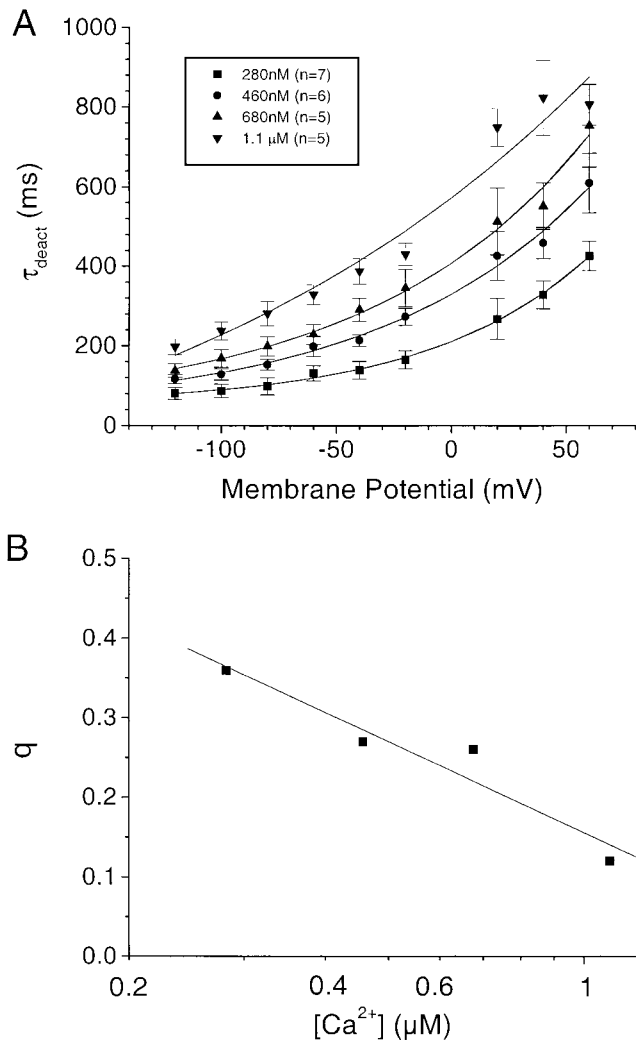 A
1000
800
600
400
200
0
τdeact (ms)
280nM (n=7)
460nM (n=6)
680nM (n=5)
1.1 μM (n=5)
-100 -50 0 50
Membrane Potential (mV)
B
0.5
0.4
0.3
0.2
0.1
0.0
q
0.2 0.4 0.6 1
[Ca²⁺] (μM)